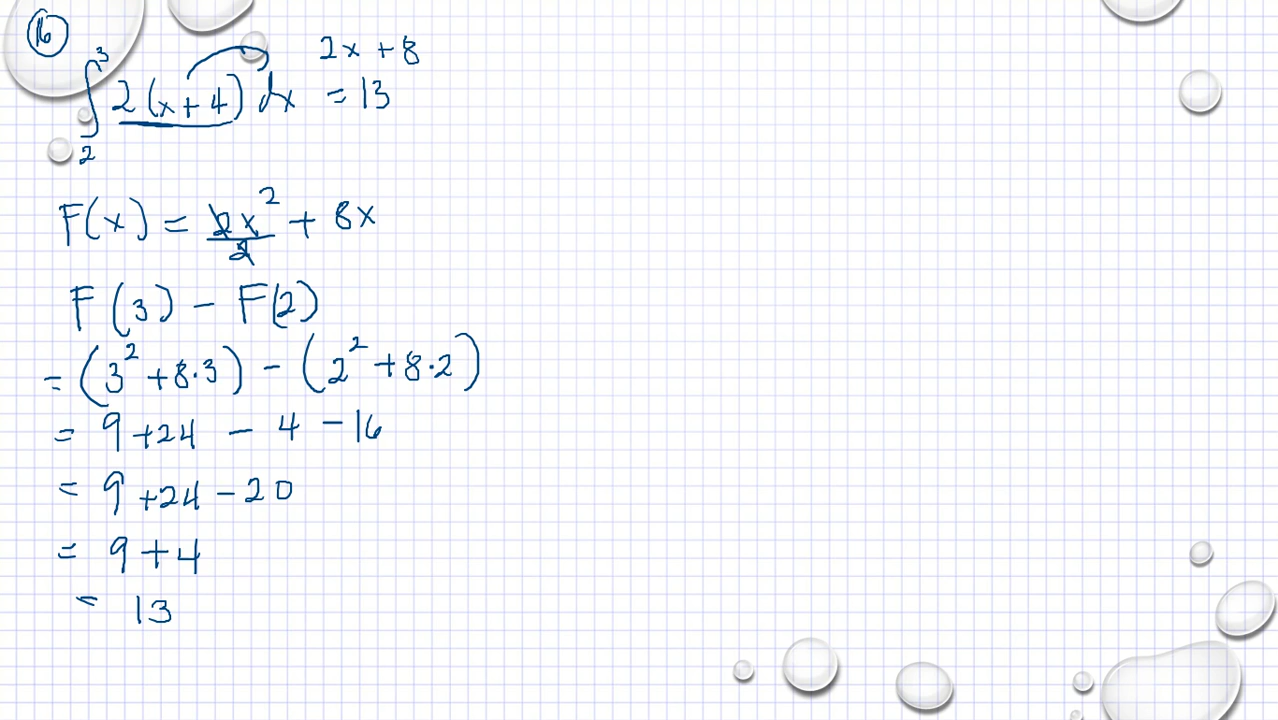 16
∫₂³ 2(x+4) dx = 13
2x + 8
F(x) = 2x²/2 + 8x
F(3) - F(2)
= (3² + 8·3) - (2² + 8·2)
= 9 + 24 - 4 - 16
= 9 + 24 - 20
= 9 + 4
= 13